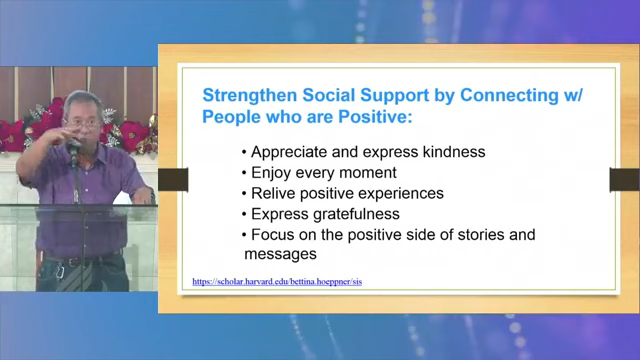 Strengthen Social Support by Connecting w/
People who are Positive:
• Appreciate and express kindness
• Enjoy every moment
• Relive positive experiences
• Express gratefulness
• Focus on the positive side of stories and
messages
https://scholar.harvard.edu/bettina.hoeppner/sis